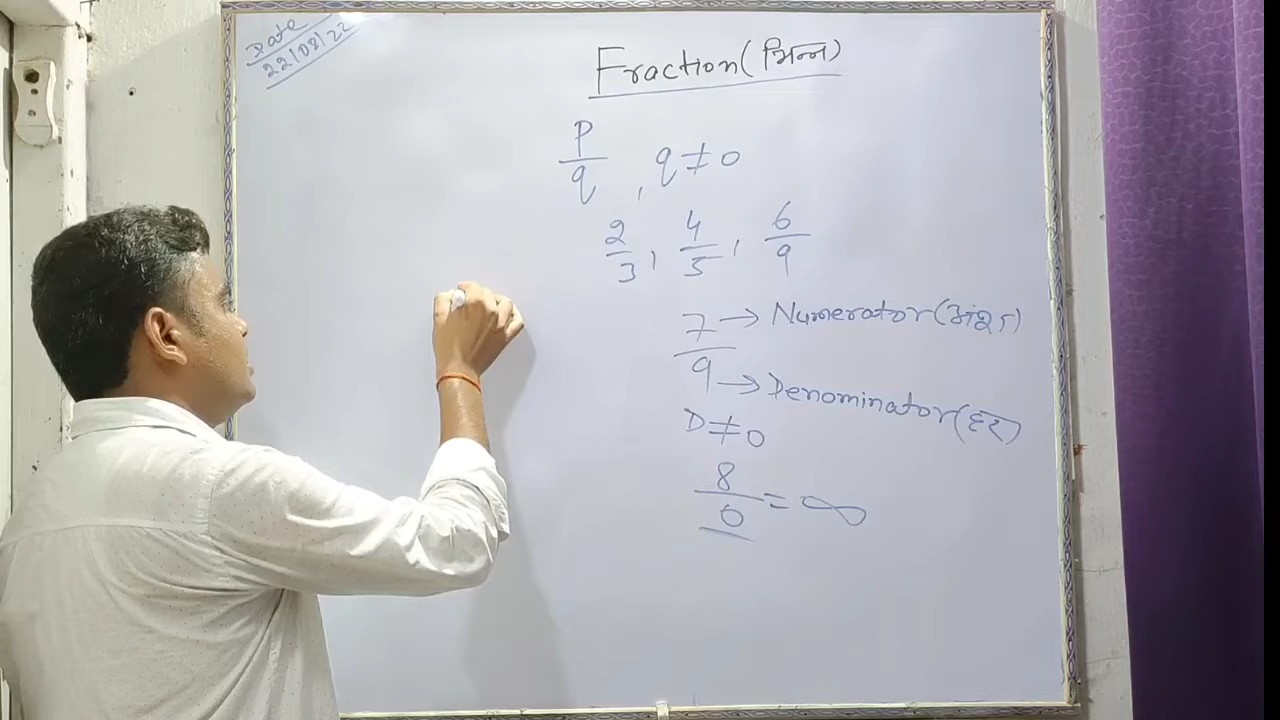 Date
22/08/22
Fraction (भिन्न)
p/q , q ≠ 0
2/3, 4/5, 6/9
7 → Numerator (अंश)
9 → Denominator (हर)
D ≠ 0
8/0 = ∞